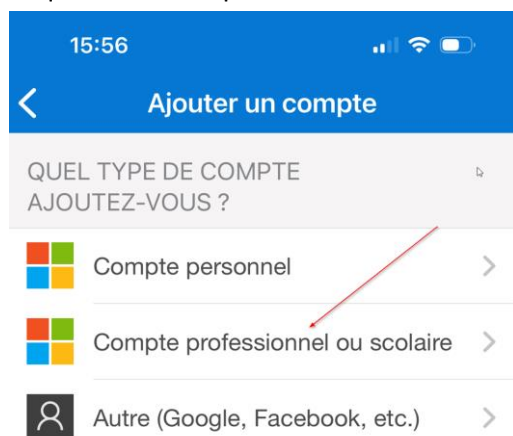 15:56
Ajouter un compte
QUEL TYPE DE COMPTE
AJOUTEZ-VOUS ?
Compte personnel
Compte professionnel ou scolaire
Autre (Google, Facebook, etc.)